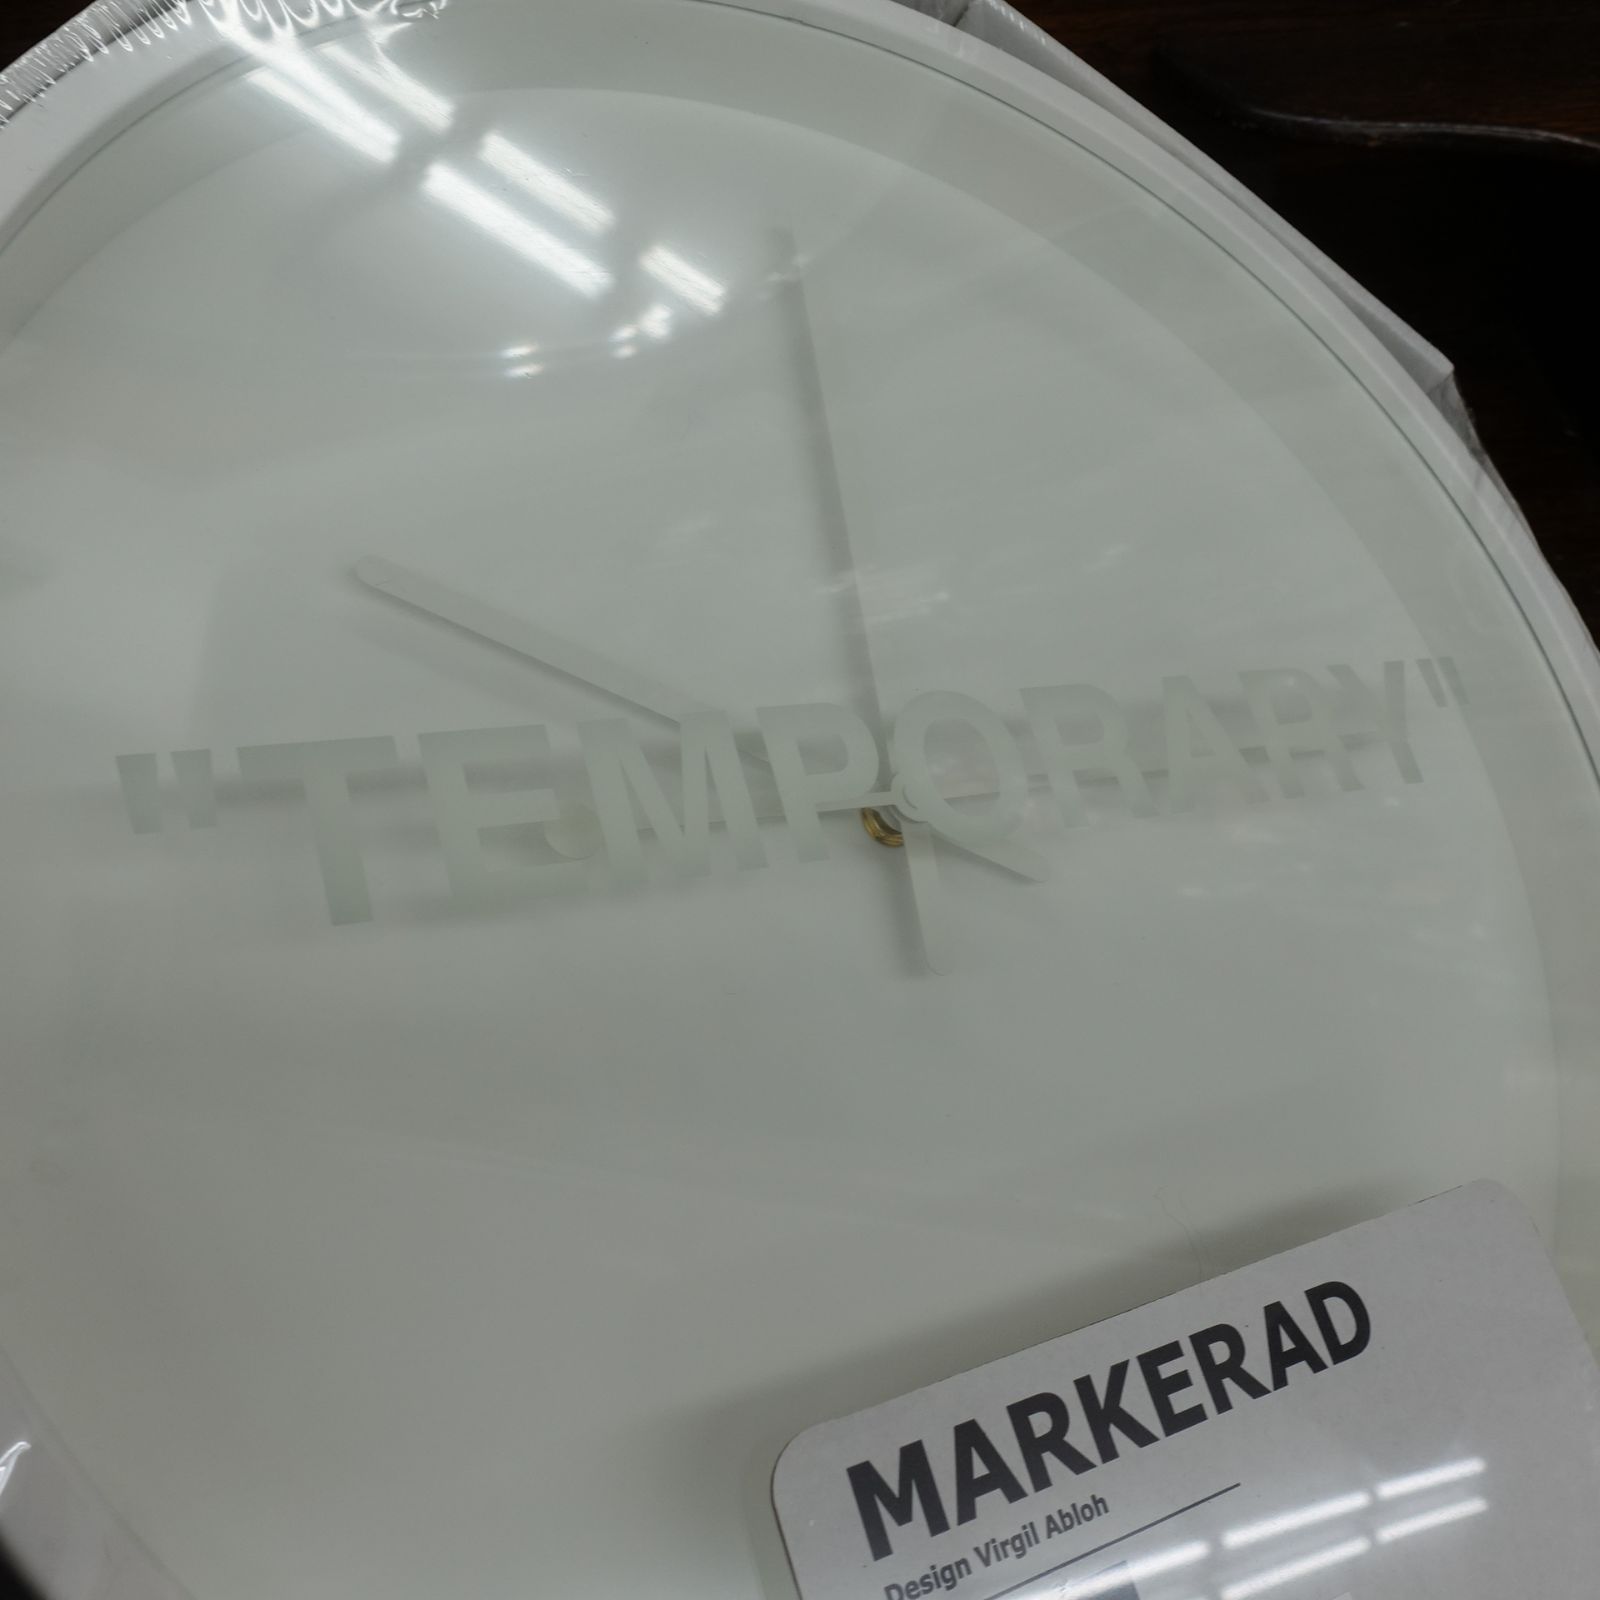 "TEMPORARY"
MARKERAD
Design Virgil Abloh